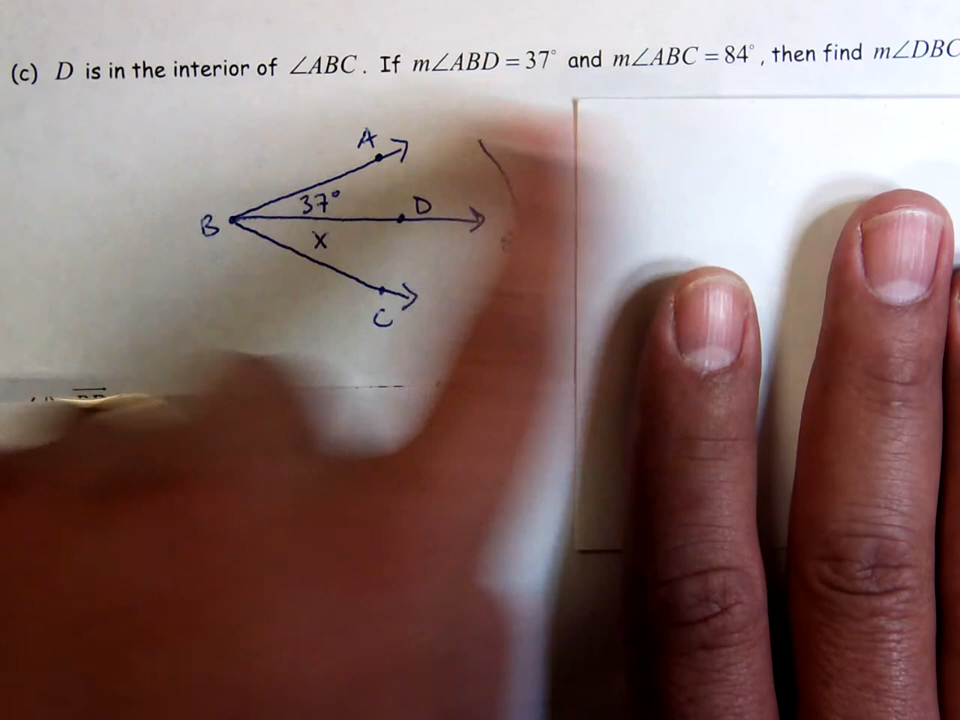 (c) D is in the interior of ∠ABC. If m∠ABD = 37° and m∠ABC = 84°, then find m∠DBC
A
37°
D
B
x
C